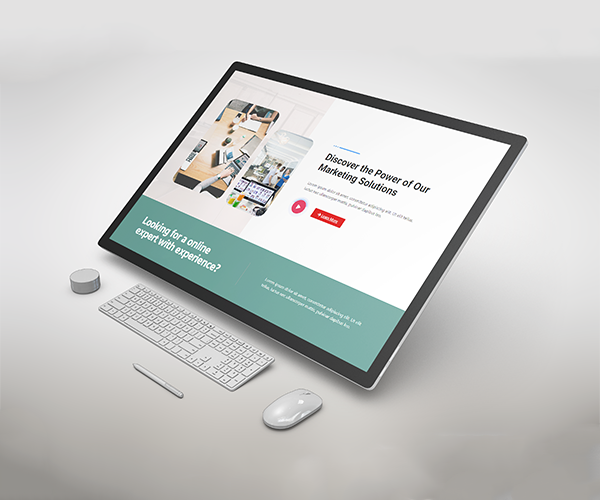 Discover the Power of Our
Marketing Solutions
Lorem ipsum dolor sit amet, consectetur adipiscing elit. Ut elit tellus,
luctus nec ullamcorper mattis, pulvinar dapibus leo.
Learn More
Looking for a online
expert with experience?
Lorem ipsum dolor sit amet, consectetur adipiscing elit. Ut elit
tellus, luctus nec ullamcorper mattis, pulvinar dapibus leo.